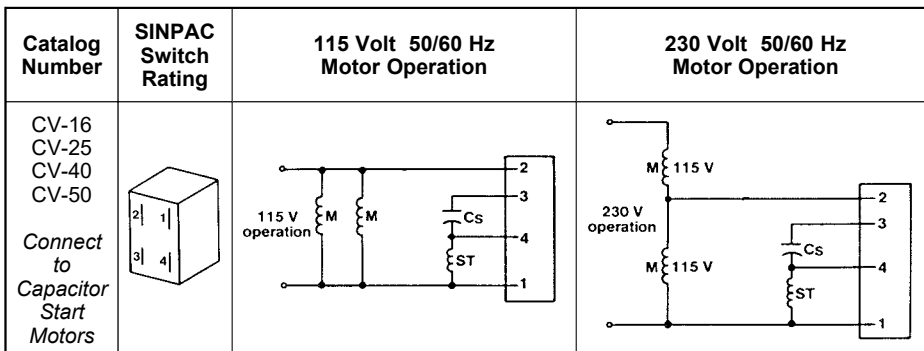 Catalog
Number
SINPAC
Switch
Rating
115 Volt 50/60 Hz
Motor Operation
230 Volt 50/60 Hz
Motor Operation
CV-16
CV-25
CV-40
CV-50
Connect
to
Capacitor
Start
Motors
2 1
3 4
115 V
operation
M
M
CS
ST
2
3
4
1
230 V
operation
M 115 V
M 115 V
CS
ST
2
3
4
1